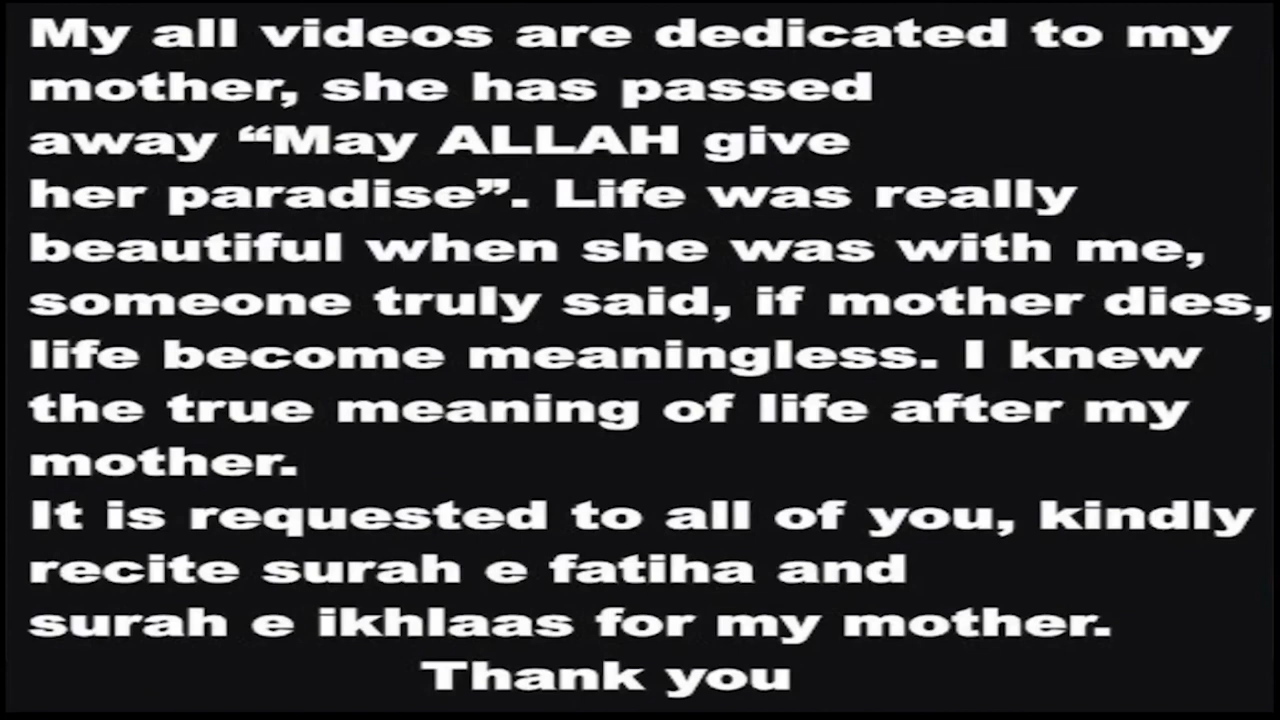 My all videos are dedicated to my
mother, she has passed
away “May ALLAH give
her paradise”. Life was really
beautiful when she was with me,
someone truly said, if mother dies,
life become meaningless. I knew
the true meaning of life after my
mother.
It is requested to all of you, kindly
recite surah e fatiha and
surah e ikhlaas for my mother.
Thank you